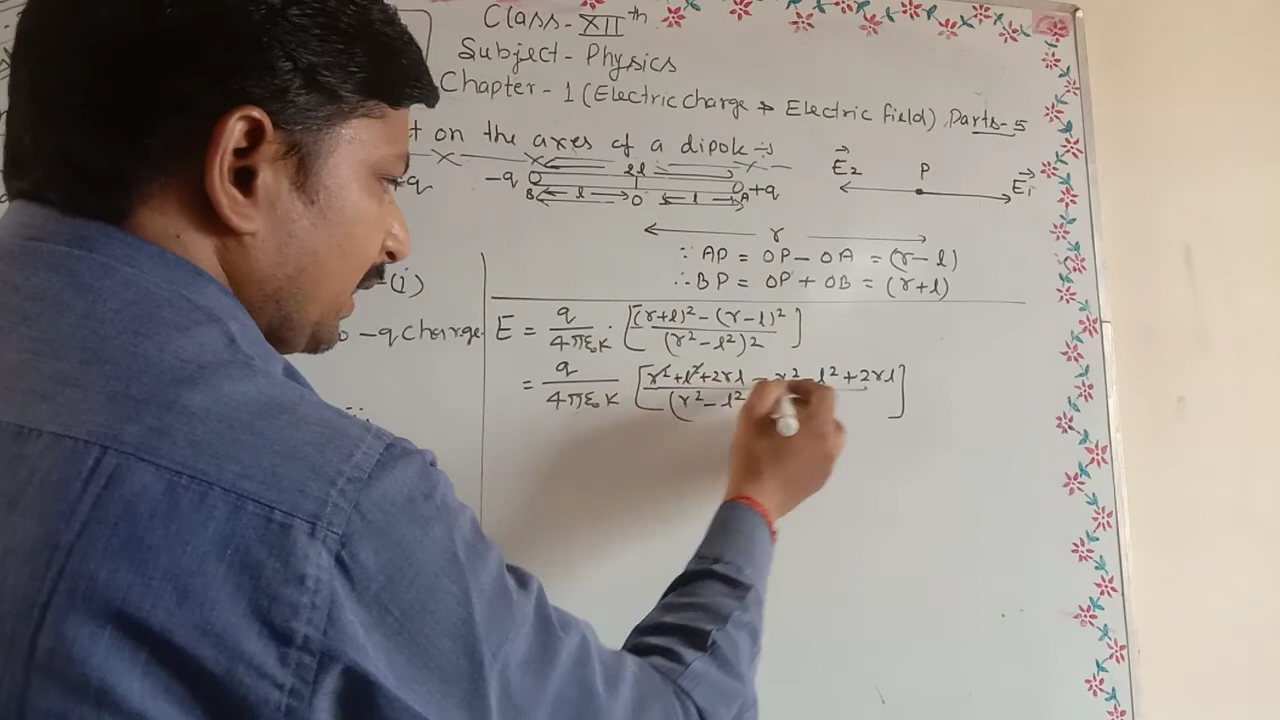 Class - XIIth
Subject - Physics
Chapter - 1 (Electric charge & Electric field) Parts - 5
t on the axes of a dipole :-
2l
+q -q +q E₂→ P E₁→
B l O l A
r
∵ AP = OP - OA = (r - l)
∴ BP = OP + OB = (r + l)
-(i)
-q Charge
E = q/4πε₀K · [(r+l)² - (r-l)²/(r² - l²)2]
= q/4πε₀K [r² + l² + 2rl - r² - l² + 2rl/(r² - l²